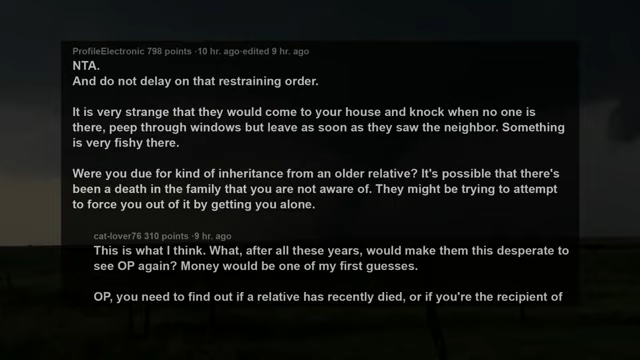 ProfileElectronic 798 points ·10 hr. ago·edited 9 hr. ago
NTA.
And do not delay on that restraining order.
It is very strange that they would come to your house and knock when no one is
there, peep through windows but leave as soon as they saw the neighbor. Something
is very fishy there.
Were you due for kind of inheritance from an older relative? It's possible that there's
been a death in the family that you are not aware of. They might be trying to attempt
to force you out of it by getting you alone.
cat-lover76 310 points ·9 hr. ago
This is what I think. What, after all these years, would make them this desperate to
see OP again? Money would be one of my first guesses.
OP, you need to find out if a relative has recently died, or if you're the recipient of